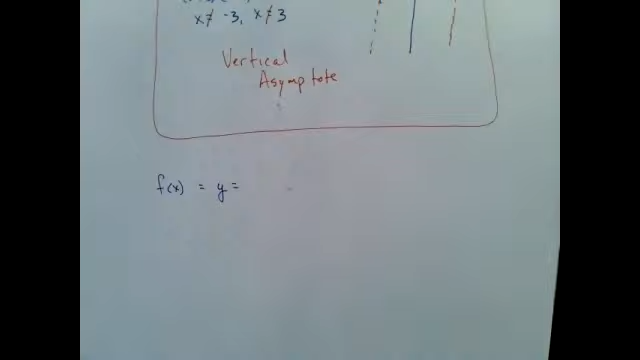 x ≠ -3, x ≠ 3
Vertical
Asymptote
f(x) = y =